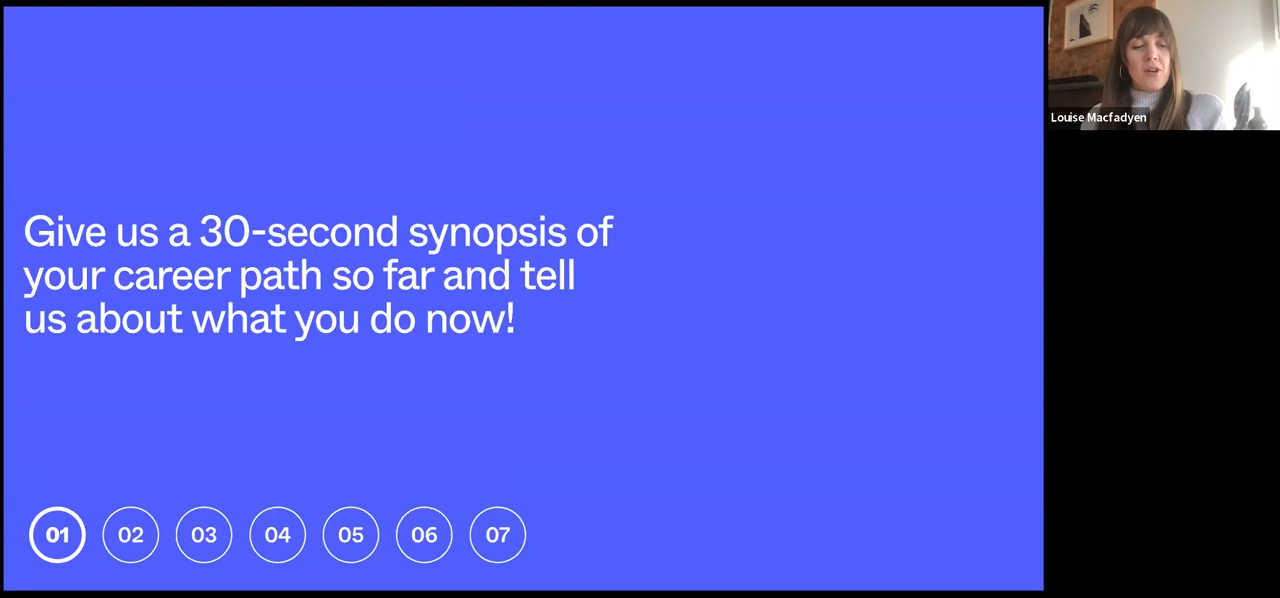 Give us a 30-second synopsis of
your career path so far and tell
us about what you do now!
01 02 03 04 05 06 07
Louise Macfadyen